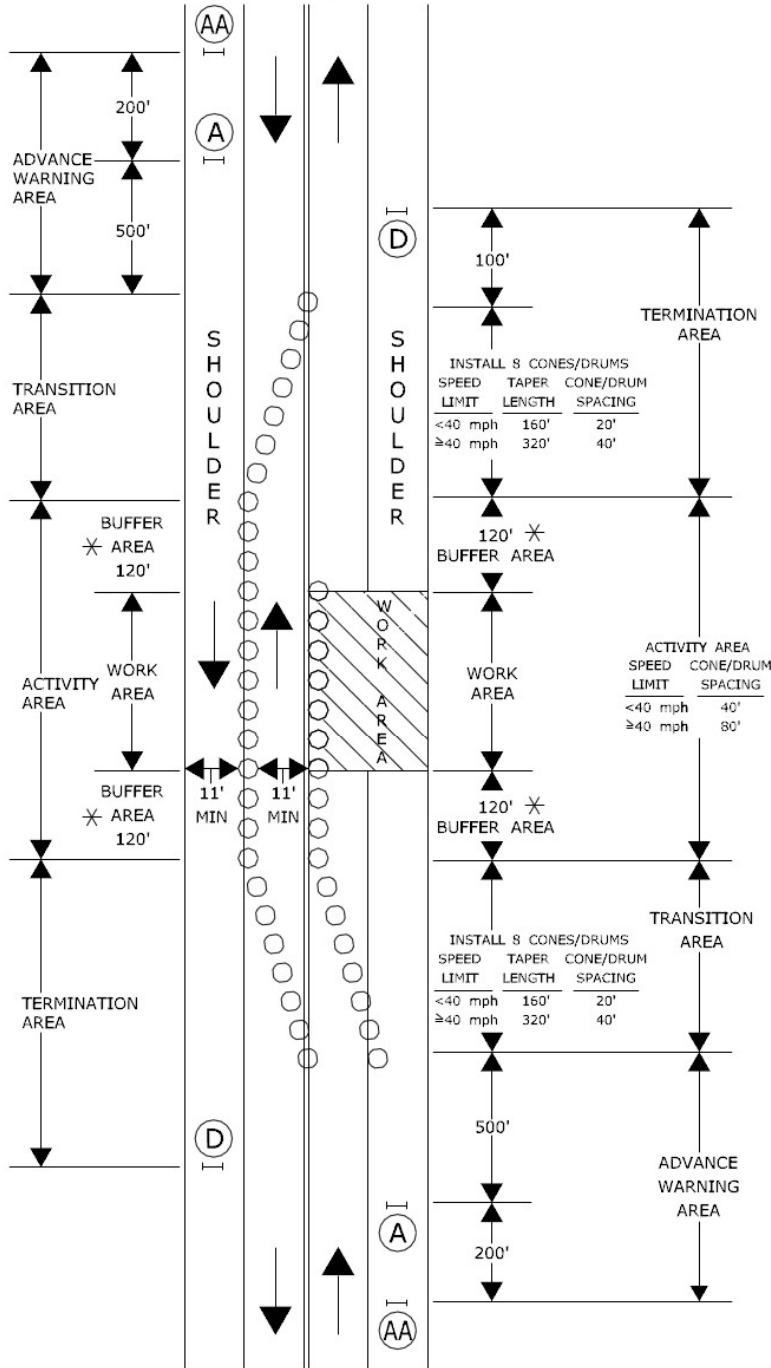 AA
200'
A
ADVANCE
WARNING
AREA
500'
D
100'
TERMINATION
AREA
SHOULDER
SHOULDER
INSTALL 8 CONES/DRUMS
SPEED TAPER CONE/DRUM
LIMIT LENGTH SPACING
<40 mph 160' 20'
≧40 mph 320' 40'
TRANSITION
AREA
BUFFER
* AREA
120'
120' *
BUFFER AREA
WORK AREA
WORK
AREA
ACTIVITY
AREA
WORK
AREA
ACTIVITY AREA
SPEED CONE/DRUM
LIMIT SPACING
<40 mph 40'
≧40 mph 80'
BUFFER
* AREA
120'
11'
MIN
11'
MIN
120' *
BUFFER AREA
TRANSITION
AREA
INSTALL 8 CONES/DRUMS
SPEED TAPER CONE/DRUM
LIMIT LENGTH SPACING
<40 mph 160' 20'
≧40 mph 320' 40'
TERMINATION
AREA
500'
D
ADVANCE
WARNING
AREA
A
200'
AA